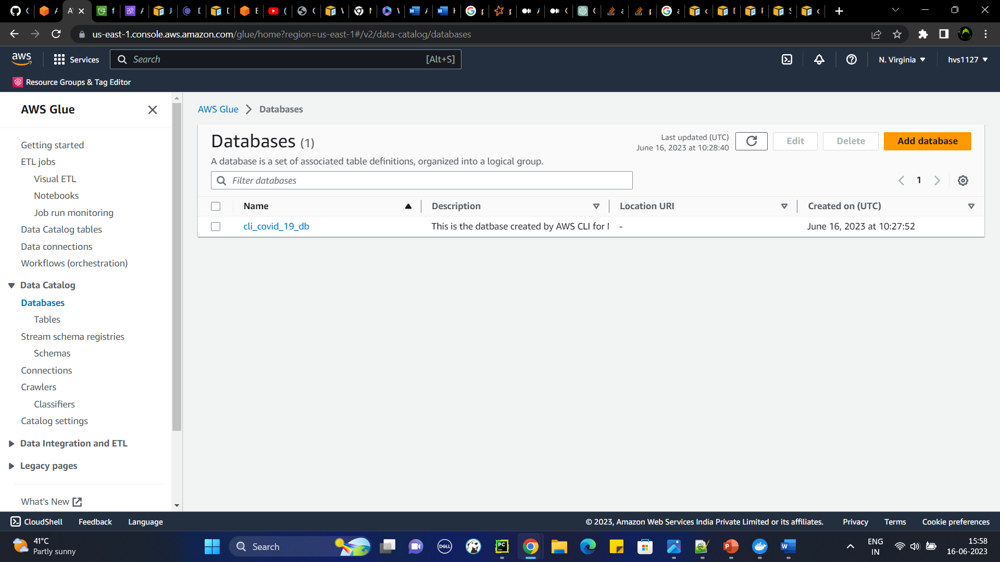 us-east-1.console.aws.amazon.com/glue/home?region=us-east-1#/v2/data-catalog/databases
aws
Services
Search
[Alt+S]
N. Virginia
hvs1127
Resource Groups & Tag Editor
AWS Glue
Getting started
ETL jobs
Visual ETL
Notebooks
Job run monitoring
Data Catalog tables
Data connections
Workflows (orchestration)
Data Catalog
Databases
Tables
Stream schema registries
Schemas
Connections
Crawlers
Classifiers
Catalog settings
Data Integration and ETL
Legacy pages
What's New
AWS Glue
Databases
Databases (1)
A database is a set of associated table definitions, organized into a logical group.
Last updated (UTC)
June 16, 2023 at 10:28:40
Edit
Delete
Add database
Filter databases
1
Name
Description
Location URI
Created on (UTC)
cli_covid_19_db
This is the datbase created by AWS CLI for
-
June 16, 2023 at 10:27:52
CloudShell
Feedback
Language
© 2023, Amazon Web Services India Private Limited or its affiliates.
Privacy
Terms
Cookie preferences
41°C
Partly sunny
Search
DELL
PC
ENG
IN
15:58
16-06-2023